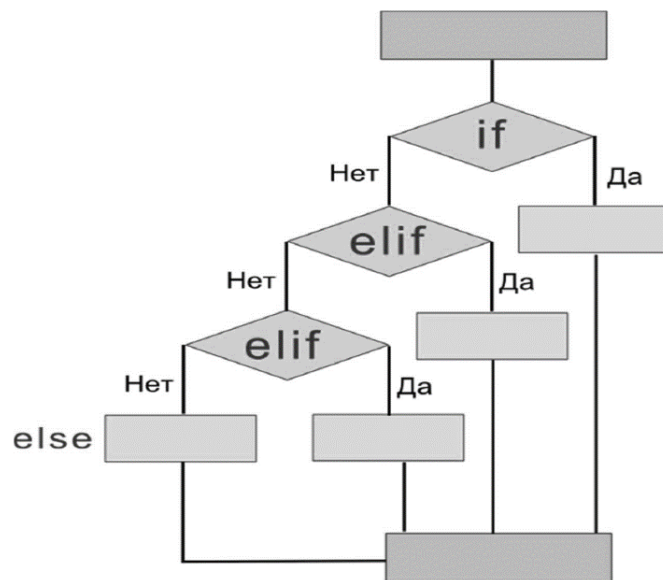 if
Нет
Да
elif
Нет
Да
elif
Нет
Да
else